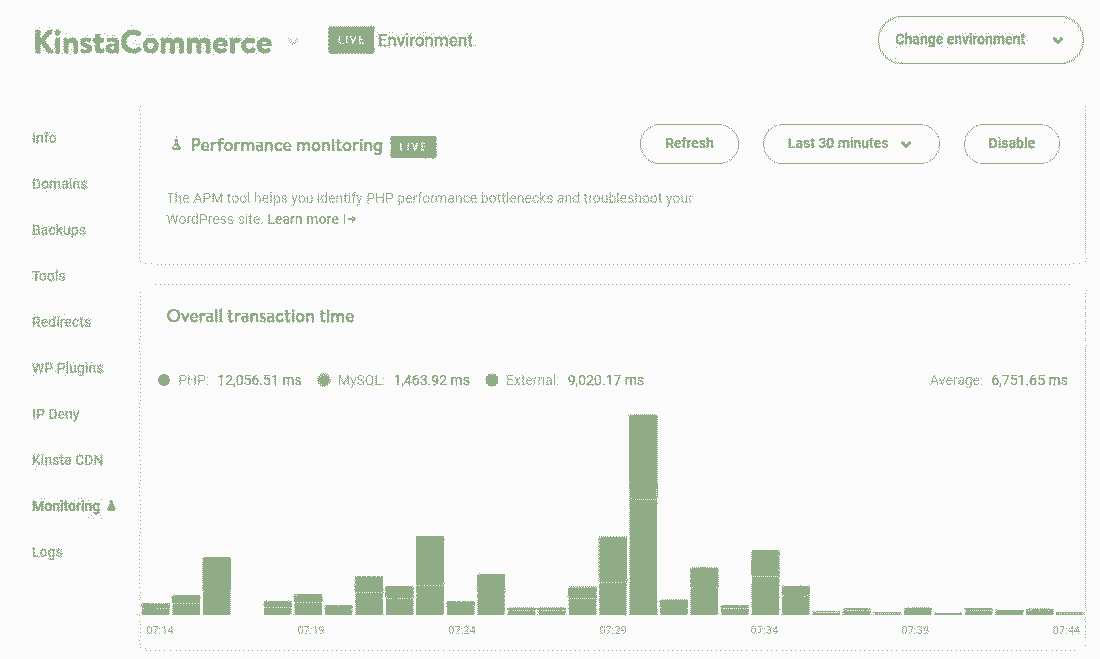 KinstaCommerce LIVE Environment Change environment
Info
Domains
Backups
Tools
Redirects
WP Plugins
IP Deny
Kinsta CDN
Monitoring
Logs
Performance monitoring LIVE Refresh Last 30 minutes Disable
The APM tool helps you identify PHP performance bottlenecks and troubleshoot your
WordPress site. Learn more
Overall transaction time
PHP: 12,056.51 ms MySQL: 1,463.92 ms External: 9,020.17 ms Average: 6,751.65 ms
07:14 07:19 07:24 07:29 07:34 07:39 07:44